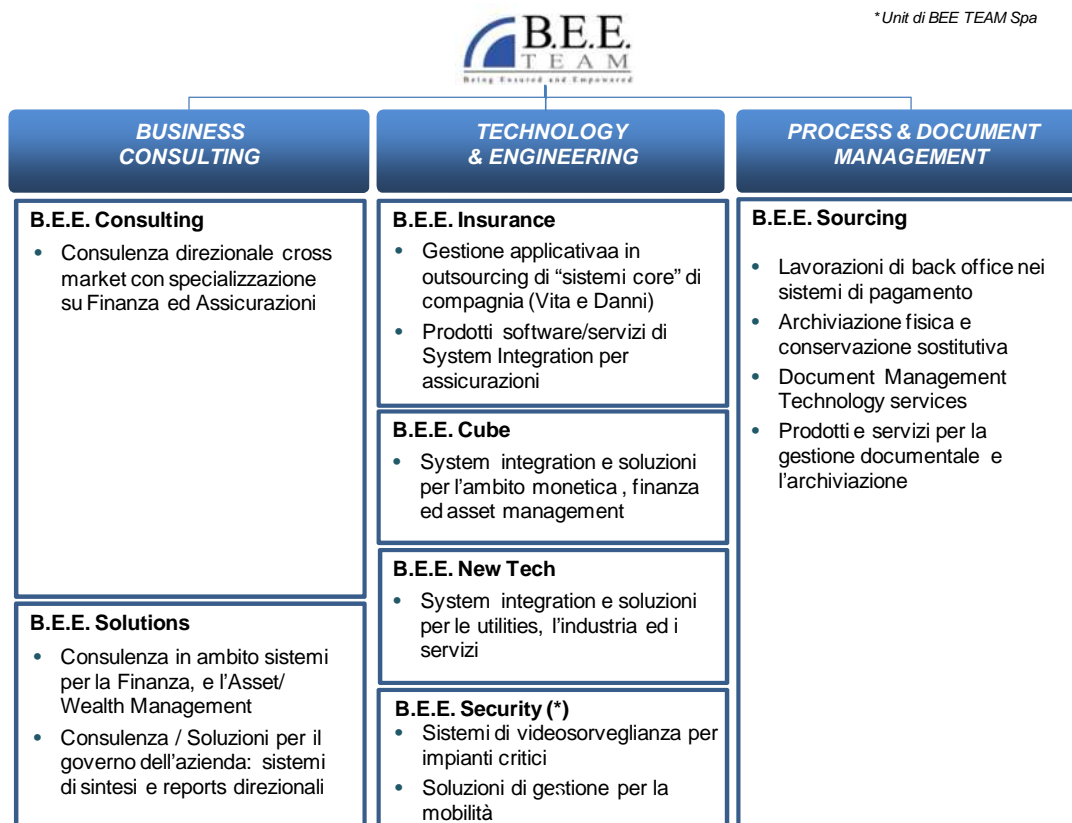 *Unit di BEE TEAM Spa
B.E.E.
TEAM
Being Ensured and Empowered
BUSINESS
CONSULTING
TECHNOLOGY
& ENGINEERING
PROCESS & DOCUMENT
MANAGEMENT
B.E.E. Consulting
• Consulenza direzionale cross
market con specializzazione
su Finanza ed Assicurazioni
B.E.E. Solutions
• Consulenza in ambito sistemi
per la Finanza, e l’Asset/
Wealth Management
• Consulenza / Soluzioni per il
governo dell’azienda: sistemi
di sintesi e reports direzionali
B.E.E. Insurance
• Gestione applicativaa in
outsourcing di “sistemi core” di
compagnia (Vita e Danni)
• Prodotti software/servizi di
System Integration per
assicurazioni
B.E.E. Cube
• System integration e soluzioni
per l’ambito monetica , finanza
ed asset management
B.E.E. New Tech
• System integration e soluzioni
per le utilities, l’industria ed i
servizi
B.E.E. Security (*)
• Sistemi di videosorveglianza per
impianti critici
• Soluzioni di gestione per la
mobilità
B.E.E. Sourcing
• Lavorazioni di back office nei
sistemi di pagamento
• Archiviazione fisica e
conservazione sostitutiva
• Document Management
Technology services
• Prodotti e servizi per la
gestione documentale e
l’archiviazione